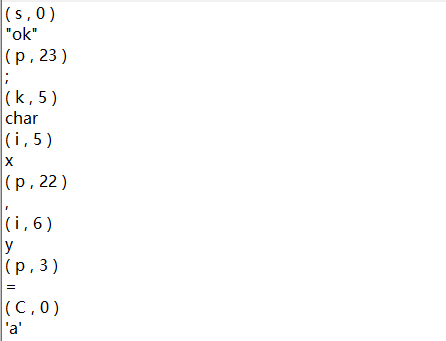 ( s , 0 )
"ok"
( p , 23 )
;
( k , 5 )
char
( i , 5 )
x
( p , 22 )
,
( i , 6 )
y
( p , 3 )
=
( C , 0 )
'a'